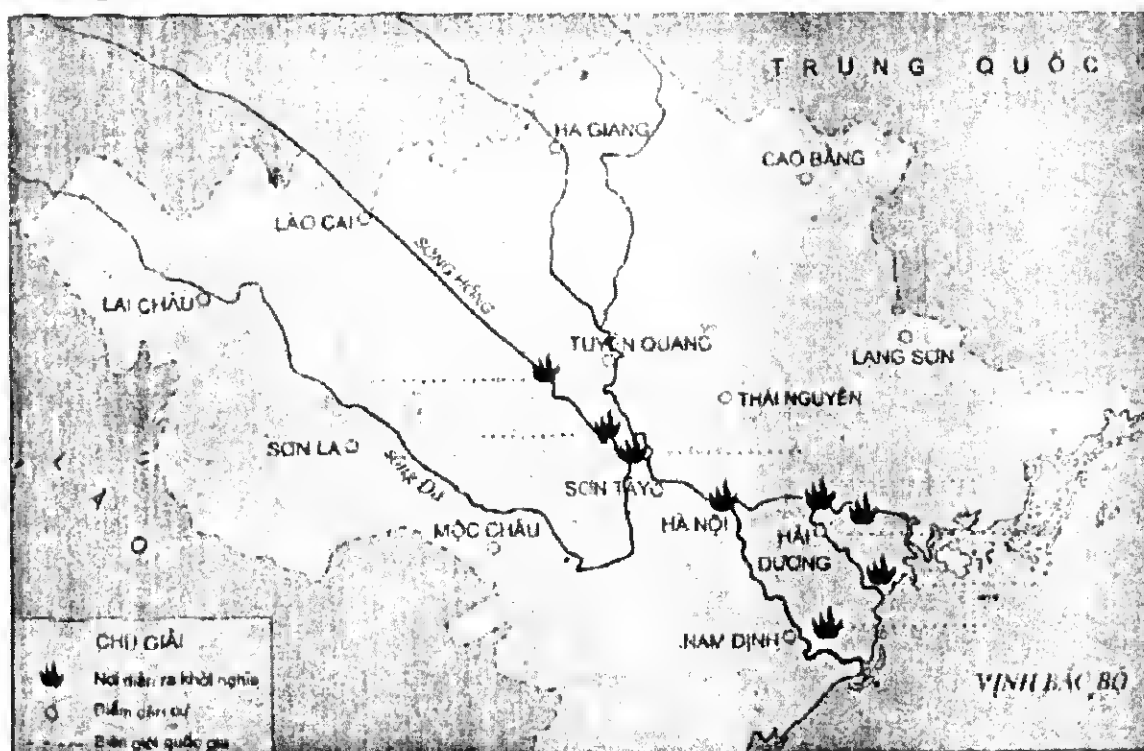 TRUNG QUỐC
HÀ GIANG
CAO BẰNG
LÀO CAI
SÔNG HỒNG
LAI CHÂU
TUYÊN QUANG
LẠNG SƠN
THÁI NGUYÊN
SƠN LA
Sông Đà
SƠN TÂY
L
À
O
HÀ NỘI
MỘC CHÂU
HẢI
DƯƠNG
NAM ĐỊNH
VỊNH BẮC BỘ
CHÚ GIẢI
Nơi diễn ra khởi nghĩa
Điểm dân cư
Biên giới quốc gia